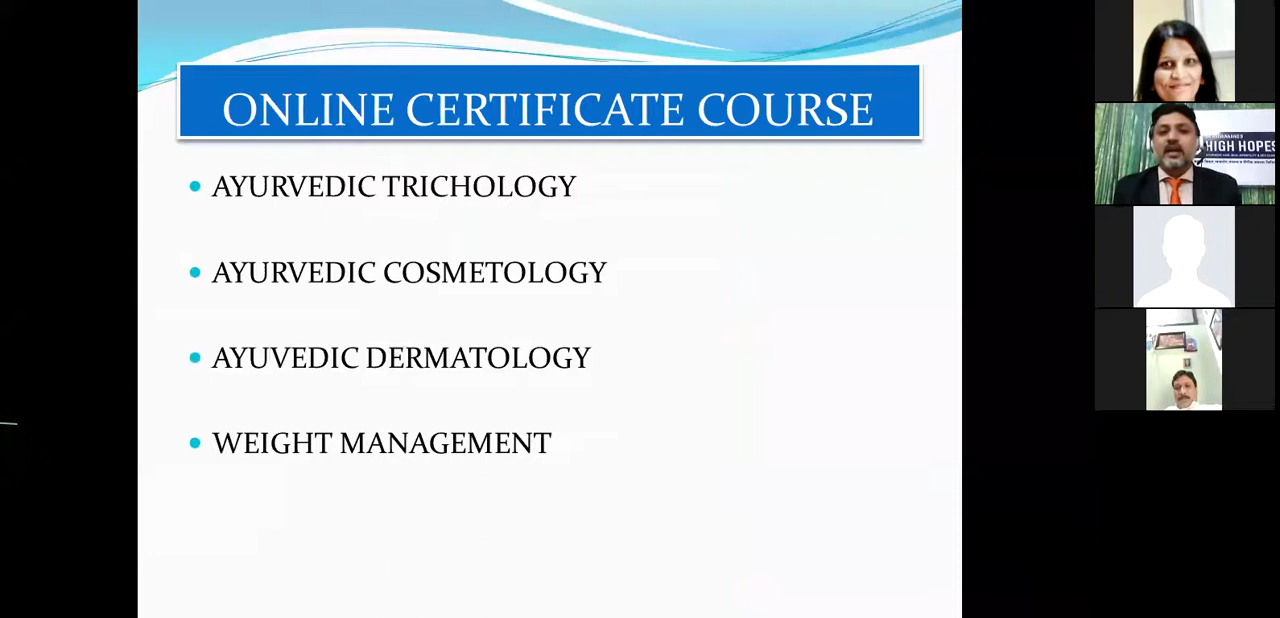 ONLINE CERTIFICATE COURSE
AYURVEDIC TRICHOLOGY
AYURVEDIC COSMETOLOGY
AYUVEDIC DERMATOLOGY
WEIGHT MANAGEMENT
HIGH HOPES